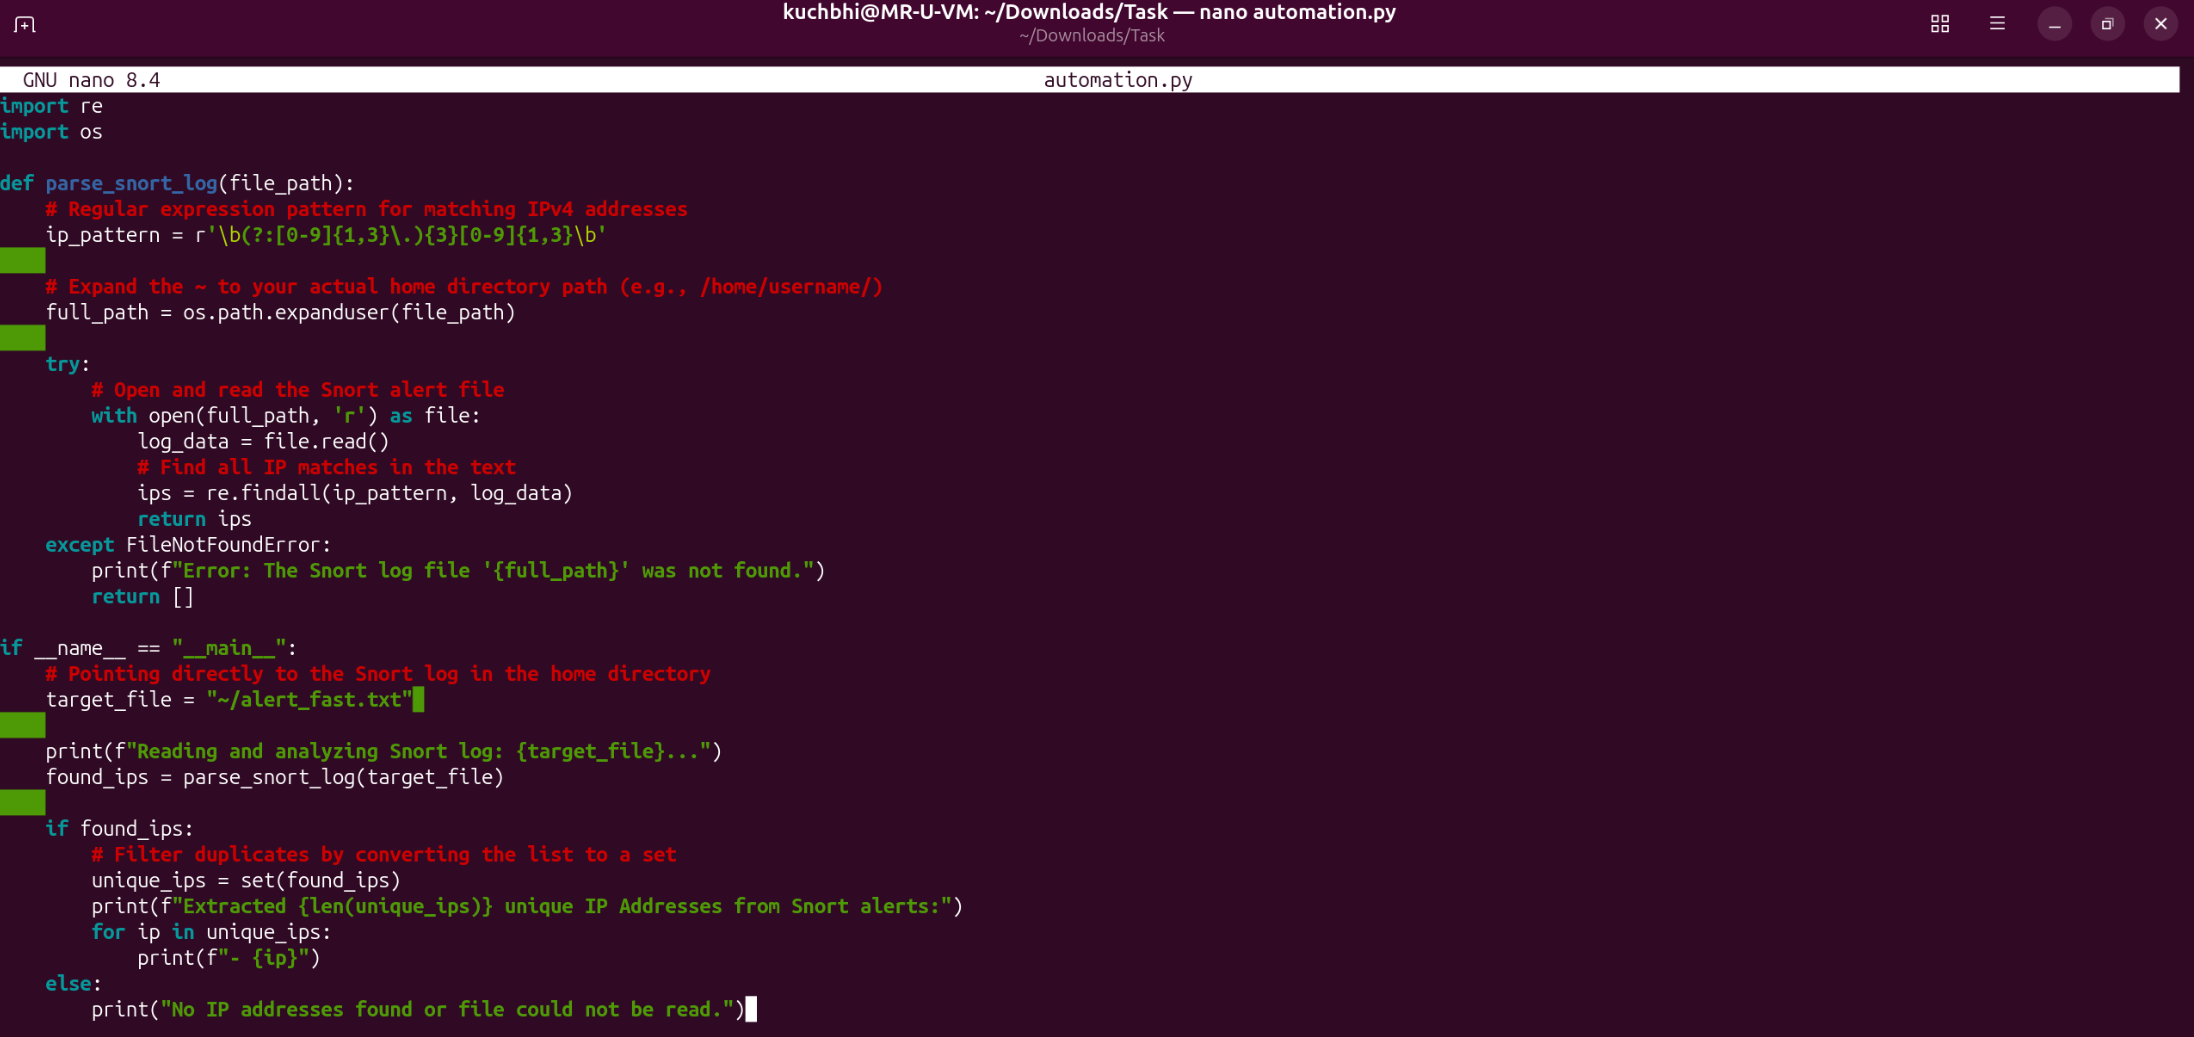 kuchbhi@MR-U-VM: ~/Downloads/Task — nano automation.py
~/Downloads/Task
GNU nano 8.4 automation.py
import re
import os
def parse_snort_log(file_path):
    # Regular expression pattern for matching IPv4 addresses
    ip_pattern = r'\b(?:[0-9]{1,3}\.){3}[0-9]{1,3}\b'
    # Expand the ~ to your actual home directory path (e.g., /home/username/)
    full_path = os.path.expanduser(file_path)
    try:
        # Open and read the Snort alert file
        with open(full_path, 'r') as file:
            log_data = file.read()
            # Find all IP matches in the text
            ips = re.findall(ip_pattern, log_data)
            return ips
    except FileNotFoundError:
        print(f"Error: The Snort log file '{full_path}' was not found.")
        return []
if __name__ == "__main__":
    # Pointing directly to the Snort log in the home directory
    target_file = "~/alert_fast.txt"
    print(f"Reading and analyzing Snort log: {target_file}...")
    found_ips = parse_snort_log(target_file)
    if found_ips:
        # Filter duplicates by converting the list to a set
        unique_ips = set(found_ips)
        print(f"Extracted {len(unique_ips)} unique IP Addresses from Snort alerts:")
        for ip in unique_ips:
            print(f"- {ip}")
    else:
        print("No IP addresses found or file could not be read.")